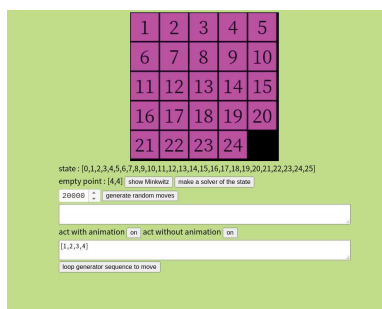 1 2 3 4 5
6 7 8 9 10
11 12 13 14 15
16 17 18 19 20
21 22 23 24
state : [0,1,2,3,4,5,6,7,8,9,10,11,12,13,14,15,16,17,18,19,20,21,22,23,24,25]
empty point : [4,4] show Minkwitz make a solver of the state
20000 generate random moves
act with animation on act without animation on
[1,2,3,4]
loop generator sequence to move